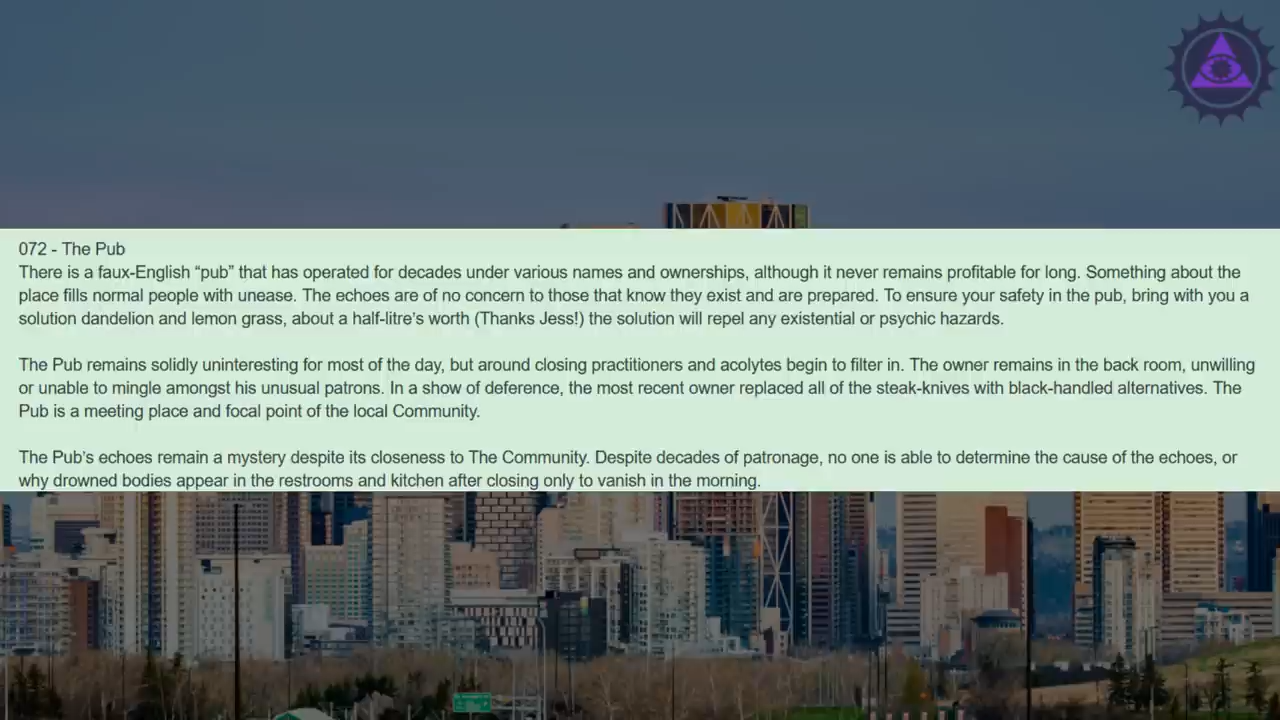 072 - The Pub
There is a faux-English “pub” that has operated for decades under various names and ownerships, although it never remains profitable for long. Something about the
place fills normal people with unease. The echoes are of no concern to those that know they exist and are prepared. To ensure your safety in the pub, bring with you a
solution dandelion and lemon grass, about a half-litre’s worth (Thanks Jess!) the solution will repel any existential or psychic hazards.
The Pub remains solidly uninteresting for most of the day, but around closing practitioners and acolytes begin to filter in. The owner remains in the back room, unwilling
or unable to mingle amongst his unusual patrons. In a show of deference, the most recent owner replaced all of the steak-knives with black-handled alternatives. The
Pub is a meeting place and focal point of the local Community.
The Pub’s echoes remain a mystery despite its closeness to The Community. Despite decades of patronage, no one is able to determine the cause of the echoes, or
why drowned bodies appear in the restrooms and kitchen after closing only to vanish in the morning.